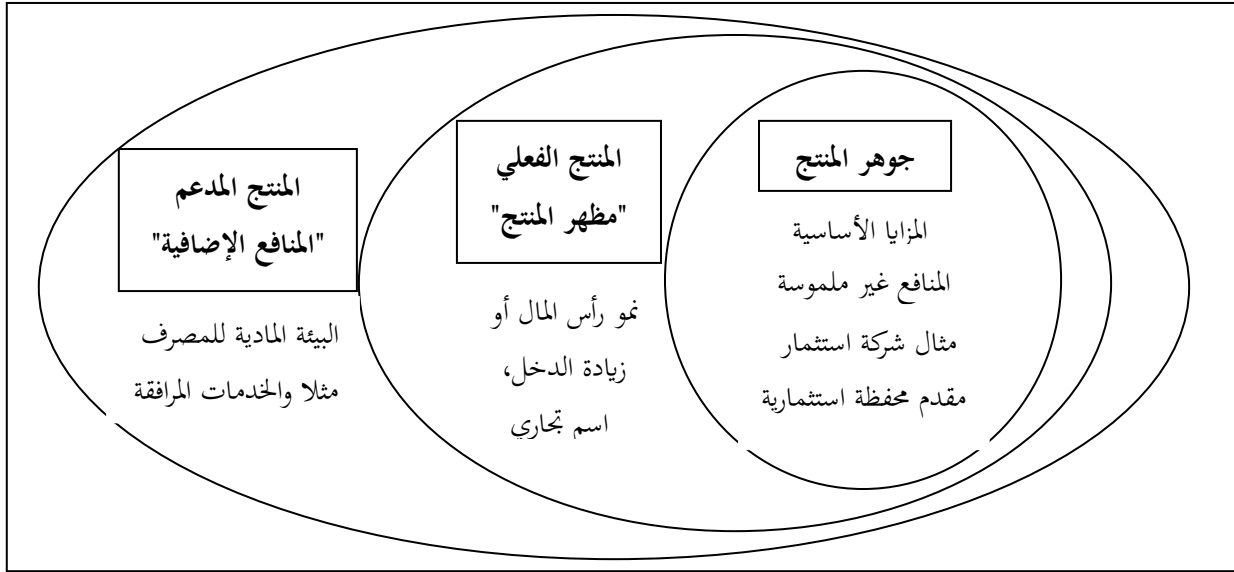 جوهر المنتج
المزايا الأساسية
المنافع غير ملموسة
مثال شركة استثمار
مقدم محفظة استثمارية
المنتج الفعلي
"مظهر المنتج"
نمو رأس المال أو
زيادة الدخل،
اسم تجاري
المنتج المدعم
"المنافع الإضافية"
البيئة المادية للمصرف
مثلا والخدمات المرافقة